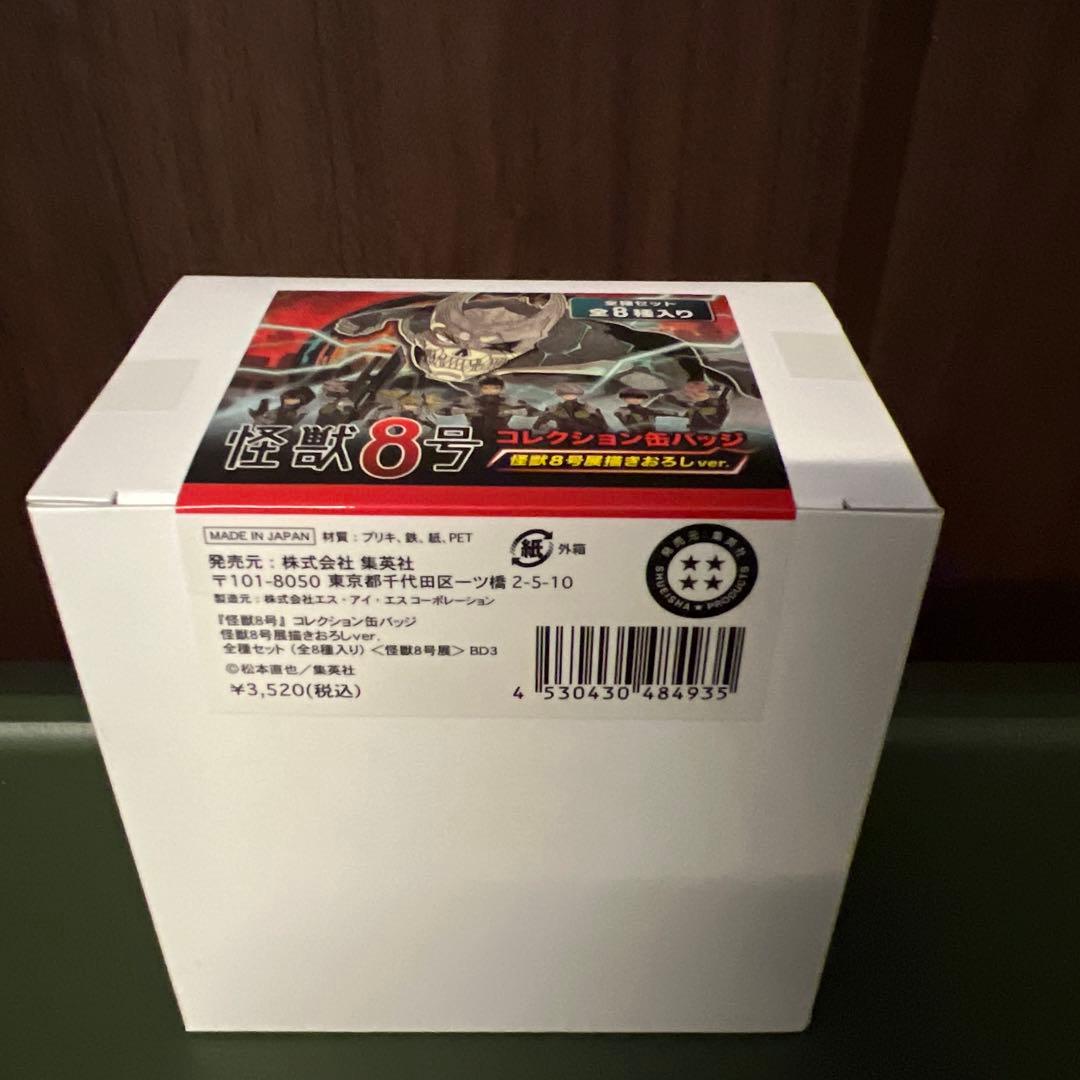 全種セット
全8種入り
怪獣8号
コレクション缶バッジ
怪獣8号展描きおろしver.
MADE IN JAPAN 材質：ブリキ、鉄、紙、PET
紙 外箱
発売元：株式会社 集英社
〒101-8050 東京都千代田区一ツ橋 2-5-10
製造元：株式会社エス・アイ・エスコーポレーション
『怪獣8号』コレクション缶バッジ
怪獣8号展描きおろしver.
全種セット（全8種入り）＜怪獣8号展＞BD3
©松本直也／集英社
¥3,520(税込)
発売元 集英社
SHUEISHA ★ PRODUCTS
4 530430 484935